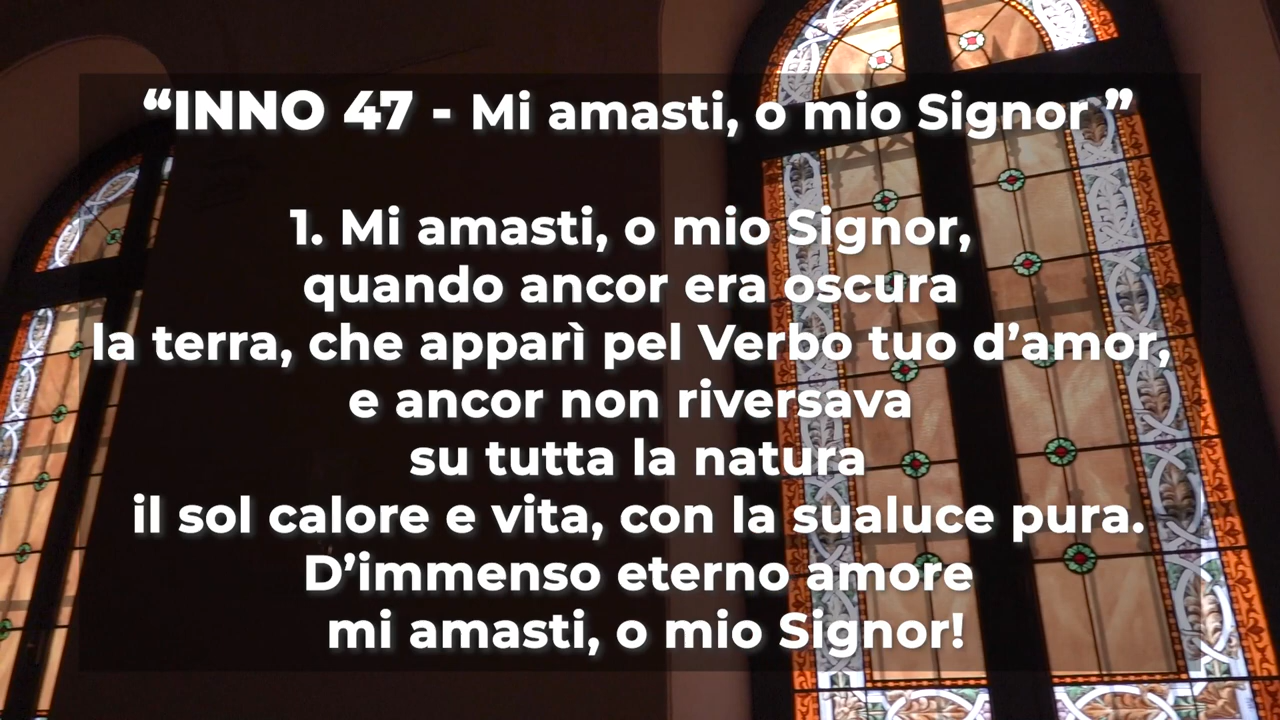 “INNO 47 - Mi amasti, o mio Signor ”
1. Mi amasti, o mio Signor,
quando ancor era oscura
la terra, che apparì pel Verbo tuo d’amor,
e ancor non riversava
su tutta la natura
il sol calore e vita, con la sualuce pura.
D’immenso eterno amore
mi amasti, o mio Signor!